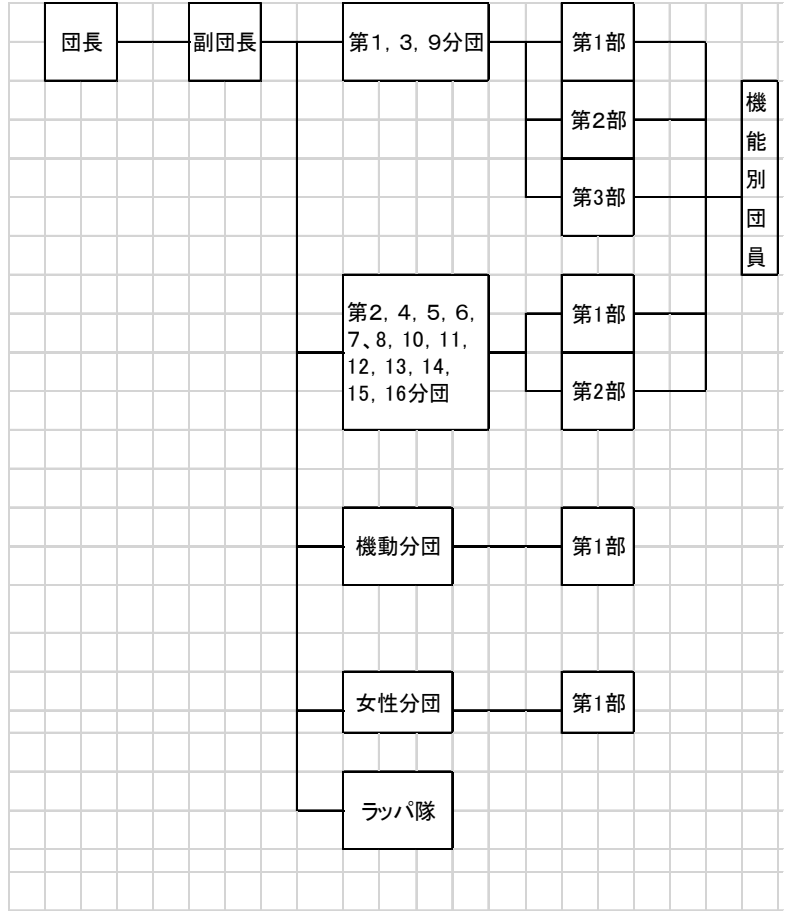 団長
副団長
第1, 3, 9分団
第1部
第2部
第3部
機能別団員
第2, 4, 5, 6,
7、8, 10, 11,
12, 13, 14,
15, 16分団
第1部
第2部
機動分団
第1部
女性分団
第1部
ラッパ隊